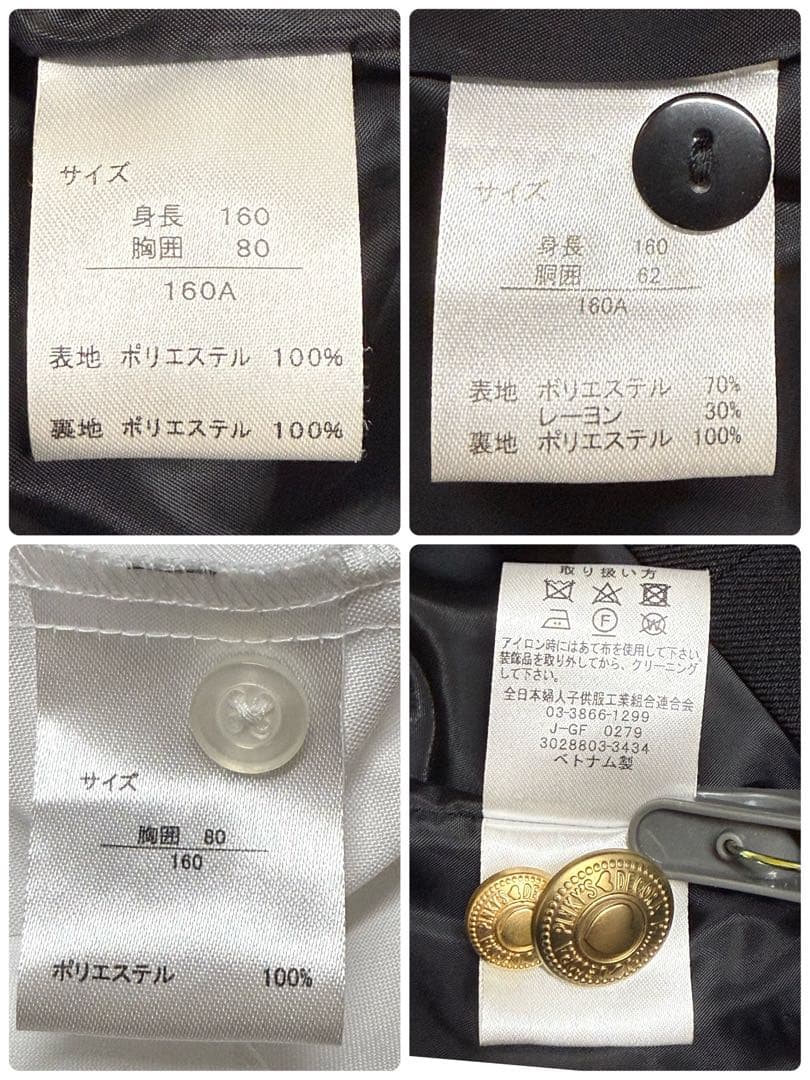 サイズ
身長 160
胸囲 80
160A
表地 ポリエステル 100%
裏地 ポリエステル 100%
サイズ
身長 160
胴囲 62
160A
表地 ポリエステル 70%
レーヨン 30%
裏地 ポリエステル 100%
サイズ
胸囲 80
160
ポリエステル 100%
取り扱い方
F
W
アイロン時にはあて布を使用して下さい。
装飾品を取り外してから、クリーニング
して下さい。
全日本婦人子供服工業組合連合会
03-3866-1299
J-GF 0279
3028803-3434
ベトナム製
PINKY'S DE
PINKY'S DECORA